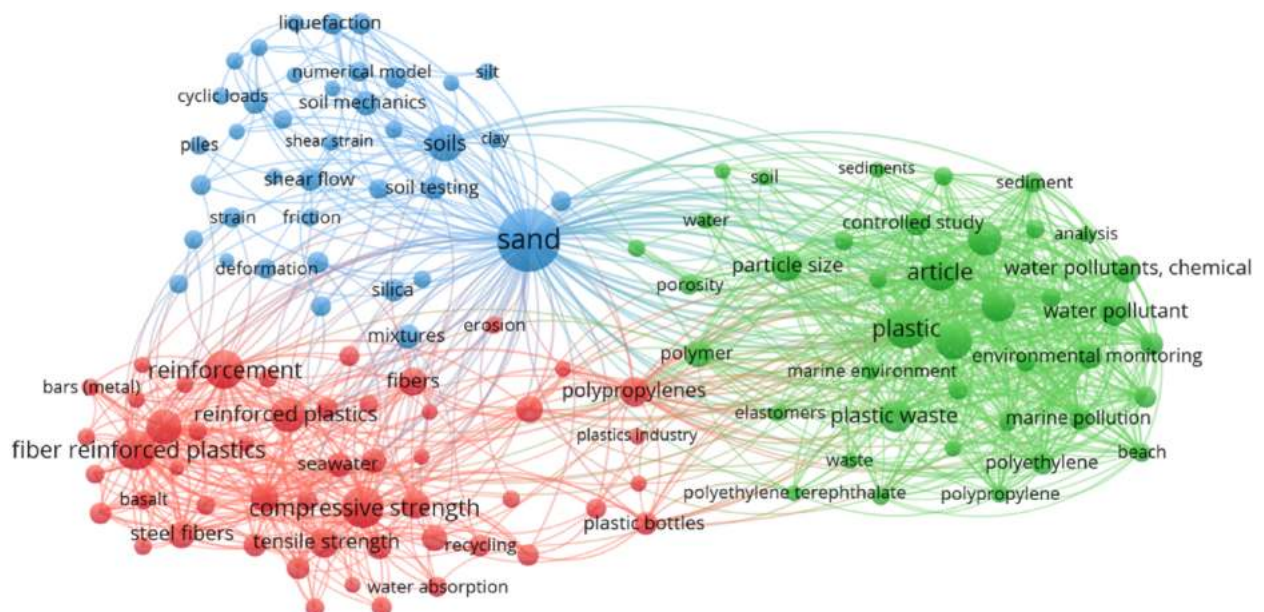 liquefaction
numerical model
silt
cyclic loads
soil mechanics
piles
shear strain
soils
clay
shear flow
soil testing
strain
friction
sand
deformation
silica
mixtures
erosion
sediments
soil
sediment
water
controlled study
analysis
particle size
article
water pollutants, chemical
porosity
plastic
water pollutant
polymer
marine environment
environmental monitoring
elastomers
plastic waste
marine pollution
waste
polyethylene
beach
polyethylene terephthalate
polypropylene
reinforcement
bars (metal)
fibers
polypropylenes
reinforced plastics
plastics industry
fiber reinforced plastics
seawater
basalt
compressive strength
plastic bottles
steel fibers
tensile strength
recycling
water absorption